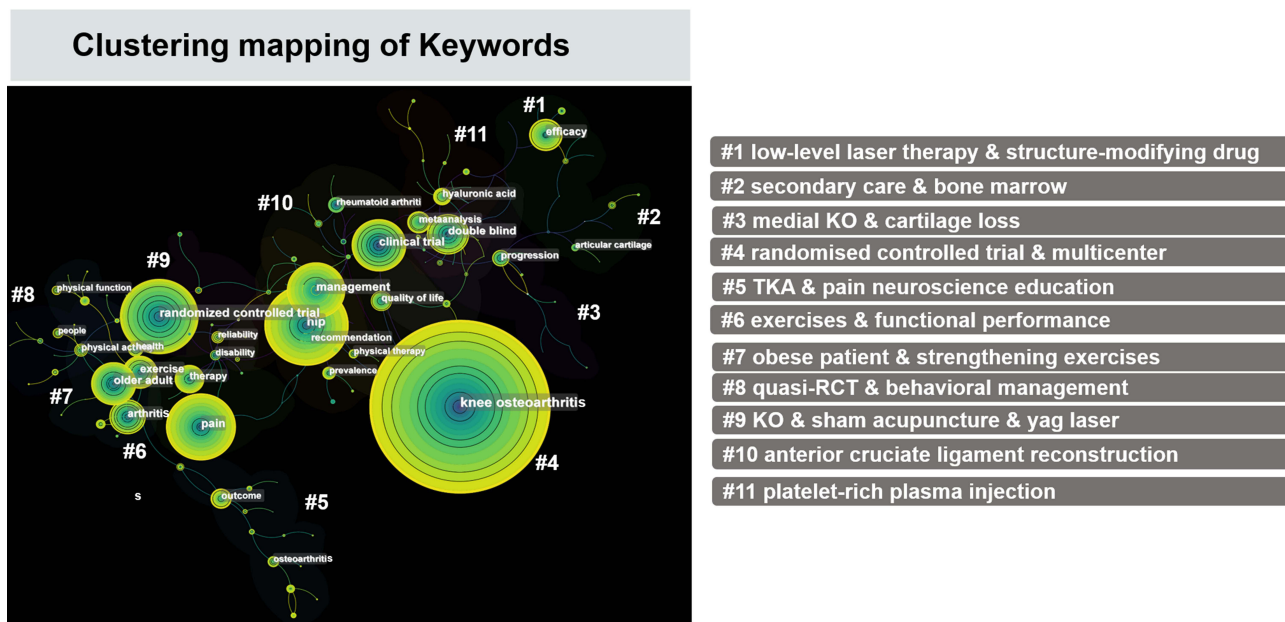 Clustering mapping of Keywords
#1
efficacy
#11
hyaluronic acid
#10
rheumatoid arthriti
metaanalysis
double blind
clinical trial
#2
articular cartilage
progression
#9
management
quality of life
#8
physical function
randomized controlled trial
hip
#3
recommendation
people
reliability
physical act
health
disability
physical therapy
exercise
older adult
therapy
prevalence
#7
knee osteoarthritis
arthritis
pain
#6
#4
s
outcome
#5
osteoarthritis
#1 low-level laser therapy & structure-modifying drug
#2 secondary care & bone marrow
#3 medial KO & cartilage loss
#4 randomised controlled trial & multicenter
#5 TKA & pain neuroscience education
#6 exercises & functional performance
#7 obese patient & strengthening exercises
#8 quasi-RCT & behavioral management
#9 KO & sham acupuncture & yag laser
#10 anterior cruciate ligament reconstruction
#11 platelet-rich plasma injection